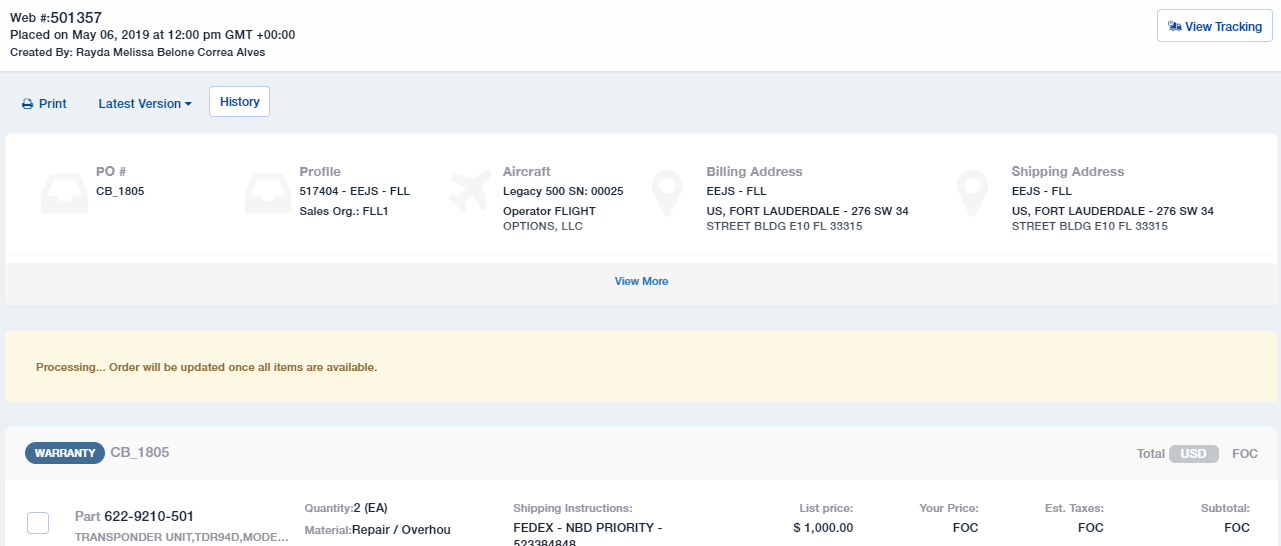 Web #:501357
Placed on May 06, 2019 at 12:00 pm GMT +00:00
Created By: Rayda Melissa Belone Correa Alves
View Tracking
Print
Latest Version
History
PO #
CB_1805
Profile
517404 - EEJS - FLL
Sales Org.: FLL1
Aircraft
Legacy 500 SN: 00025
Operator FLIGHT
OPTIONS, LLC
Billing Address
EEJS - FLL
US, FORT LAUDERDALE - 276 SW 34
STREET BLDG E10 FL 33315
Shipping Address
EEJS - FLL
US, FORT LAUDERDALE - 276 SW 34
STREET BLDG E10 FL 33315
View More
Processing... Order will be updated once all items are available.
WARRANTY CB_1805
Total USD FOC
Part 622-9210-501
TRANSPONDER UNIT,TDR94D,MODE...
Quantity:2 (EA)
Material:Repair / Overhou
Shipping Instructions:
FEDEX - NBD PRIORITY -
523384848
List price:
$ 1,000.00
Your Price:
FOC
Est. Taxes:
FOC
Subtotal:
FOC